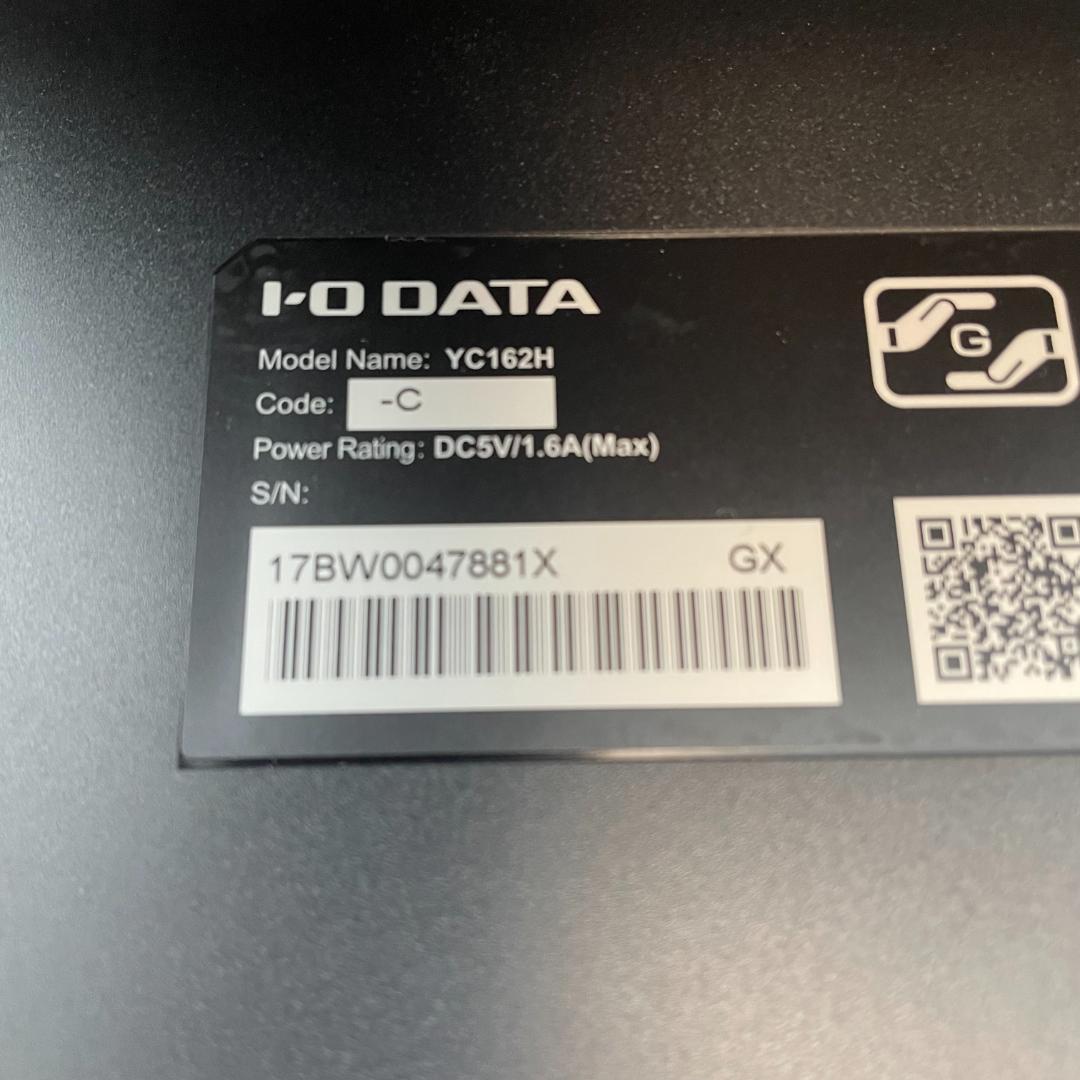 I-O DATA
Model Name: YC162H
Code: -C
Power Rating: DC5V/1.6A(Max)
S/N:
17BW0047881X GX
G